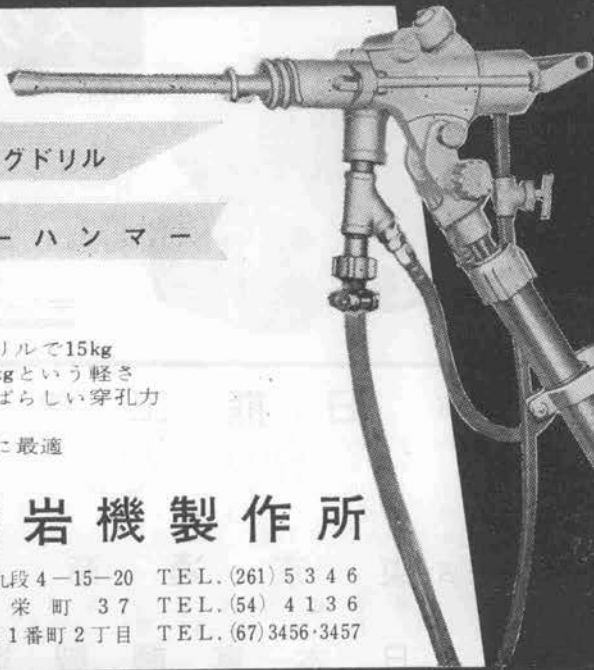 グドリル
ーハンマー
リルで15kg
kgという軽さ
ばらしい穿孔力
に最適
岩機製作所
九段4-15-20 TEL.(261)5346
栄町 37 TEL.(54)4136
1番町2丁目 TEL.(67)3456・3457